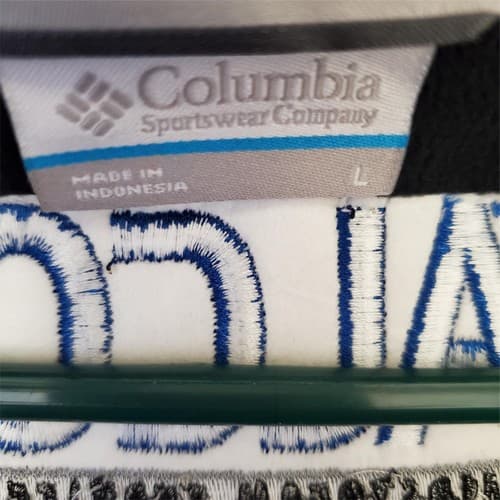 Columbia
Sportswear Company
MADE IN
INDONESIA
L